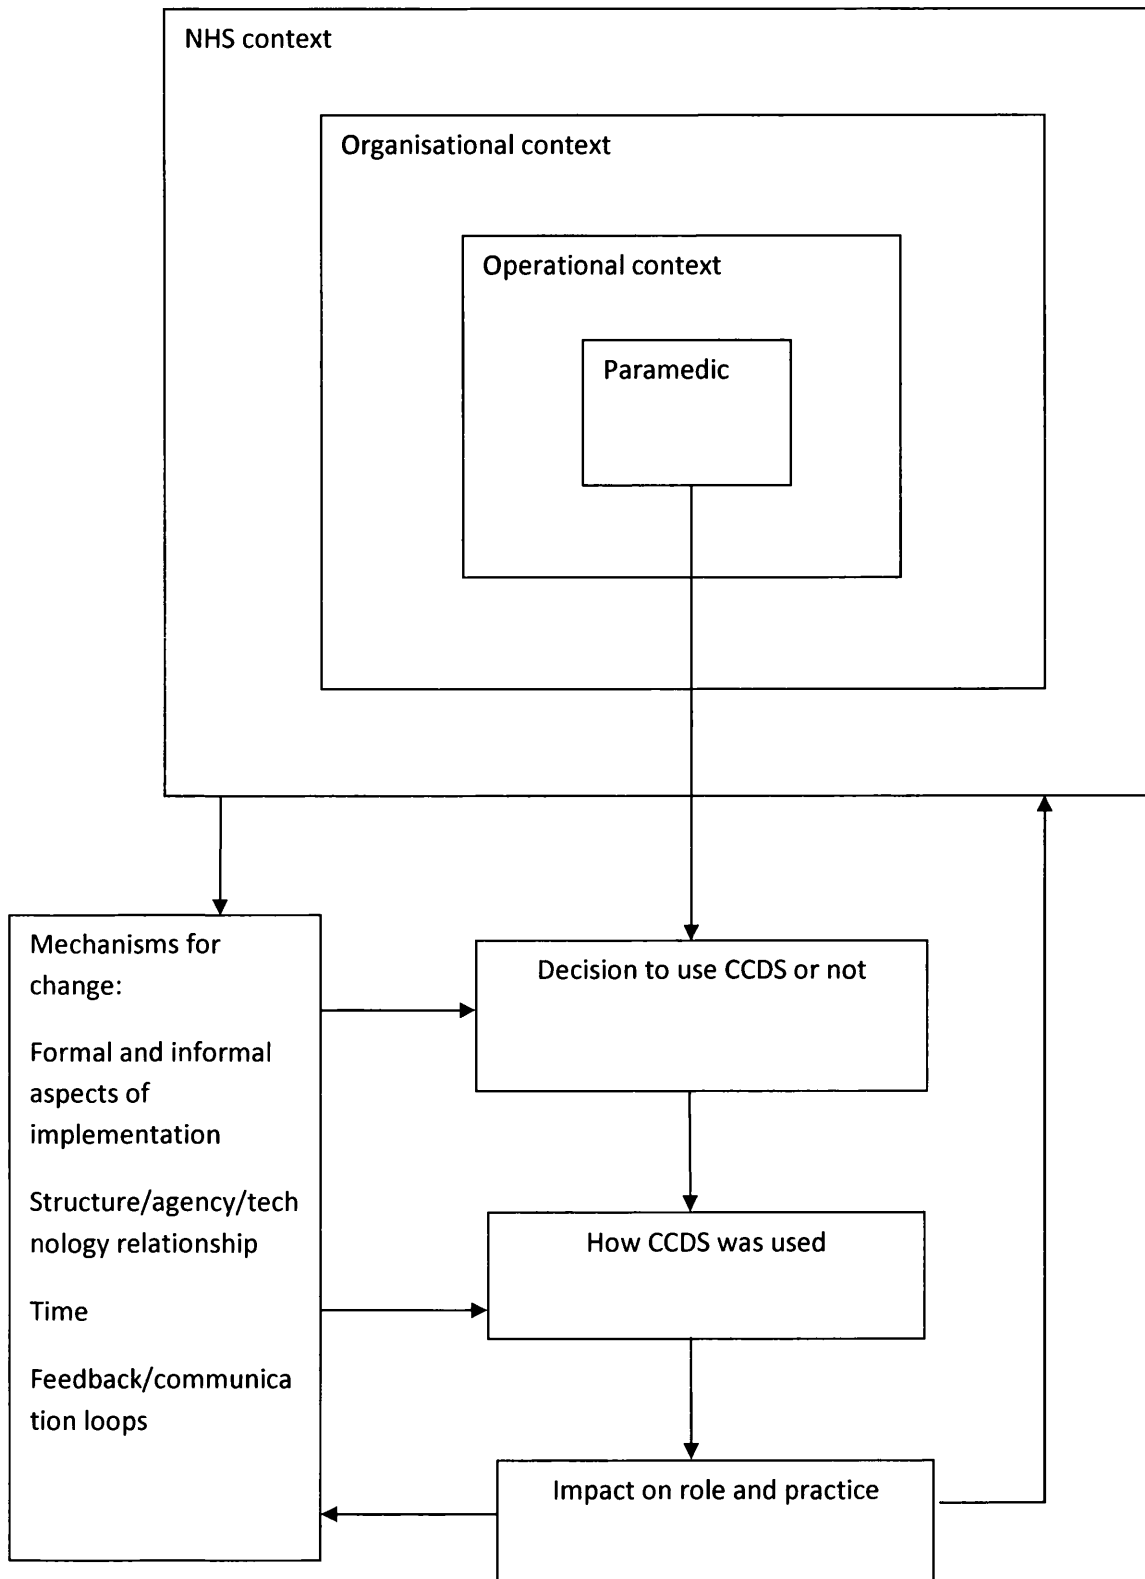 NHS context
Organisational context
Operational context
Paramedic
Mechanisms for
change:
Formal and informal
aspects of
implementation
Structure/agency/tech
nology relationship
Time
Feedback/communica
tion loops
Decision to use CCDS or not
How CCDS was used
Impact on role and practice